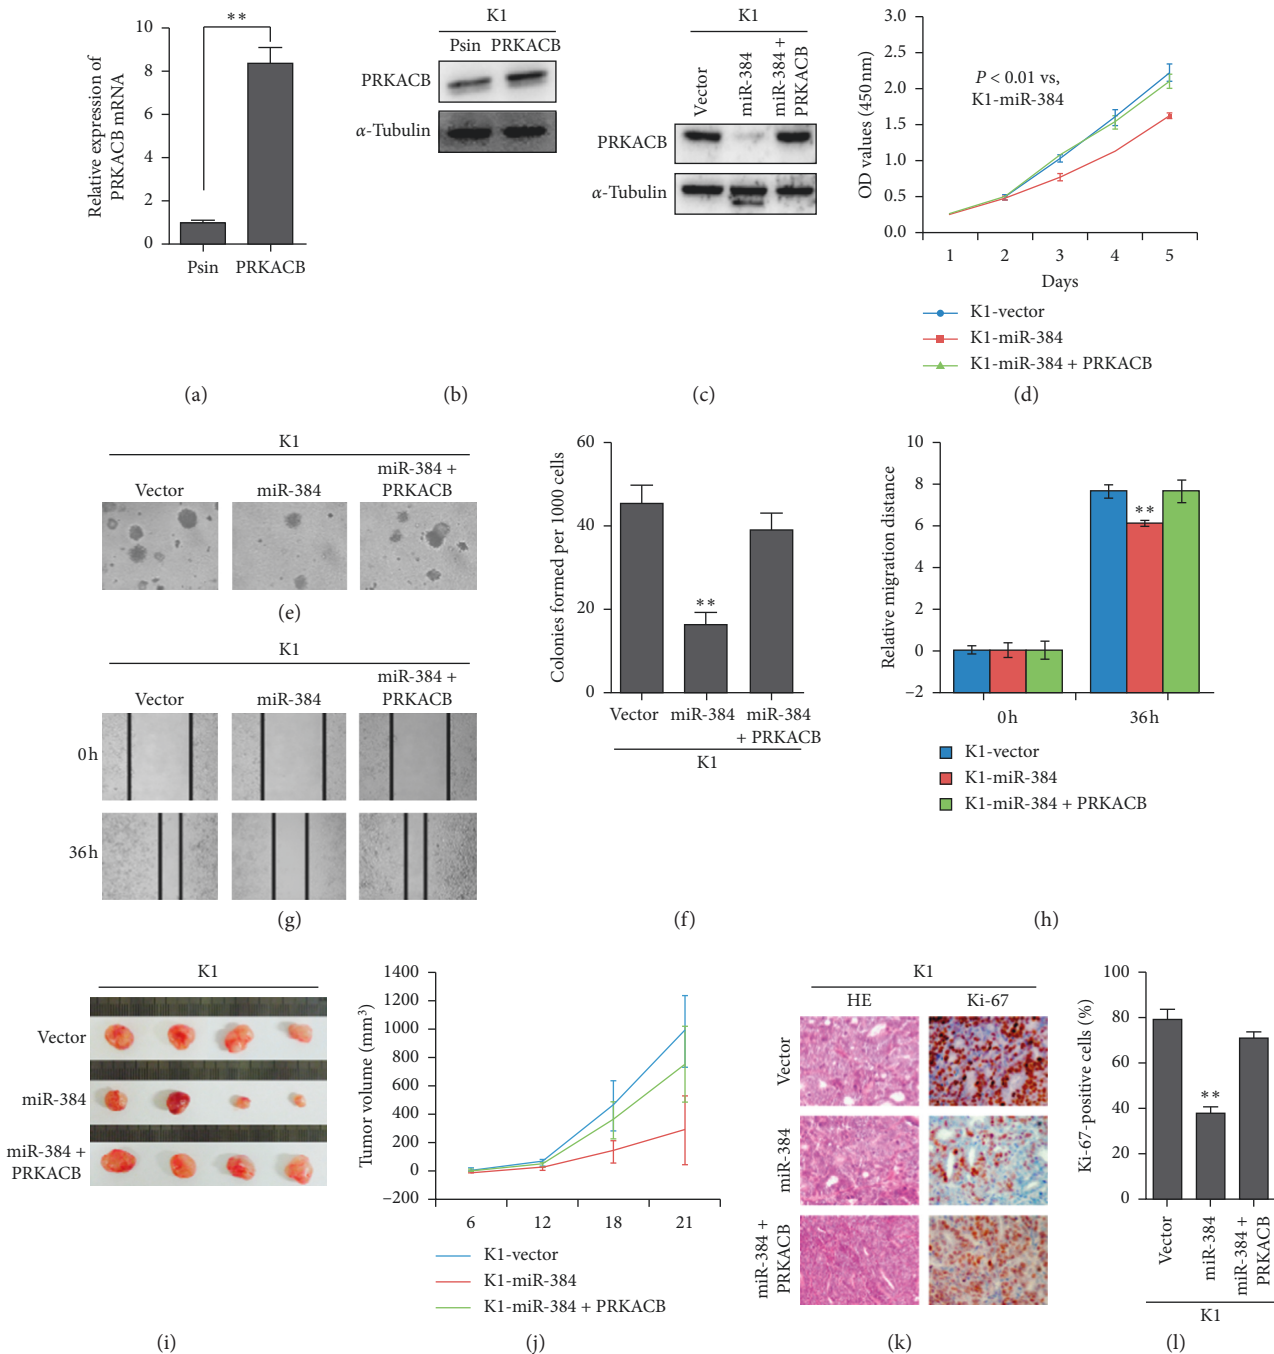 Relative expression of
PRKACB mRNA
10
8
6
4
2
0
**
Psin
PRKACB
(a)
K1
Psin PRKACB
PRKACB
α-Tubulin
(b)
K1
Vector
miR-384
miR-384 +
PRKACB
PRKACB
α-Tubulin
(c)
OD values (450 nm)
2.5
2.0
1.5
1.0
0.5
0.0
P < 0.01 vs,
K1-miR-384
1 2 3 4 5
Days
K1-vector
K1-miR-384
K1-miR-384 + PRKACB
(d)
K1
Vector
miR-384
miR-384 +
PRKACB
(e)
Colonies formed per 1000 cells
60
40
20
0
**
Vector
miR-384
miR-384
+ PRKACB
K1
(f)
K1
Vector
miR-384
miR-384 +
PRKACB
0 h
36 h
(g)
Relative migration distance
10
8
6
4
2
0
−2
**
0 h
36 h
K1-vector
K1-miR-384
K1-miR-384 + PRKACB
(h)
K1
Vector
miR-384
miR-384 +
PRKACB
(i)
Tumor volume (mm³)
1400
1200
1000
800
600
400
200
0
−200
6 12 18 21
K1-vector
K1-miR-384
K1-miR-384 + PRKACB
(j)
K1
HE
Ki-67
Vector
miR-384
miR-384 +
PRKACB
(k)
Ki-67-positive cells (%)
100
80
60
40
20
0
**
Vector
miR-384
miR-384 +
PRKACB
K1
(l)